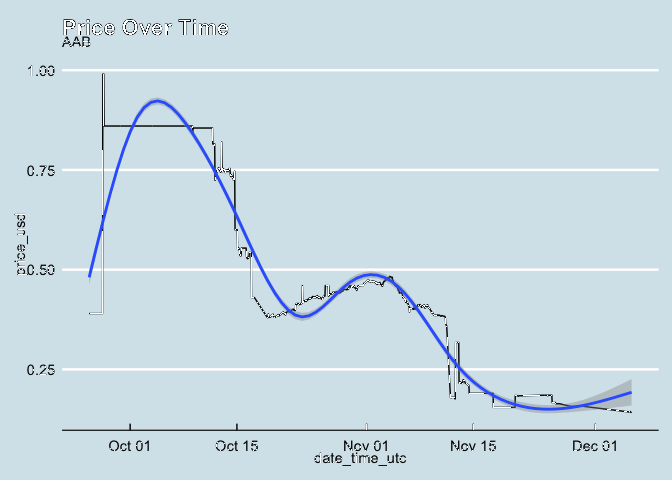 Price Over Time
AAB
1.00
0.75
0.50
0.25
price_usd
Oct 01
Oct 15
Nov 01
Nov 15
Dec 01
date_time_utc